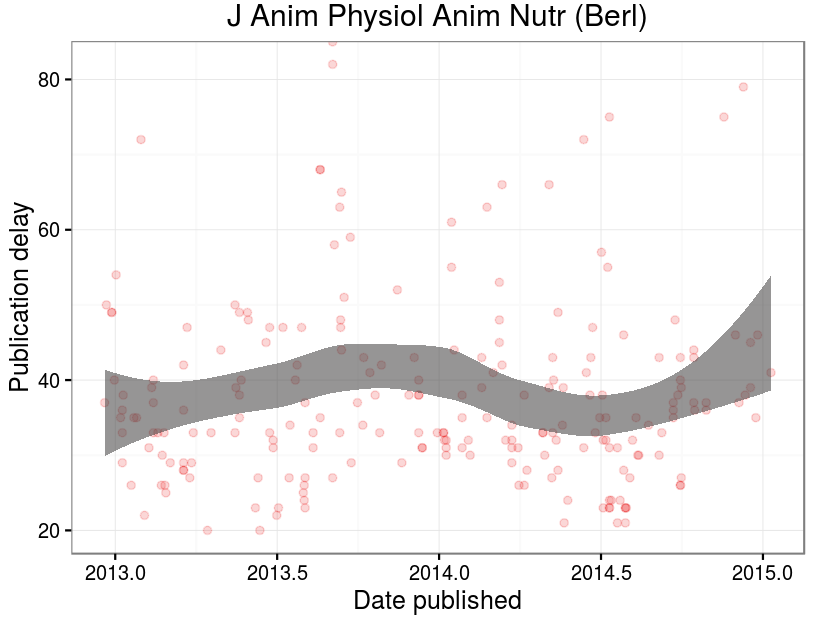 J Anim Physiol Anim Nutr (Berl)
Publication delay
80
60
40
20
2013.0 2013.5 2014.0 2014.5 2015.0
Date published